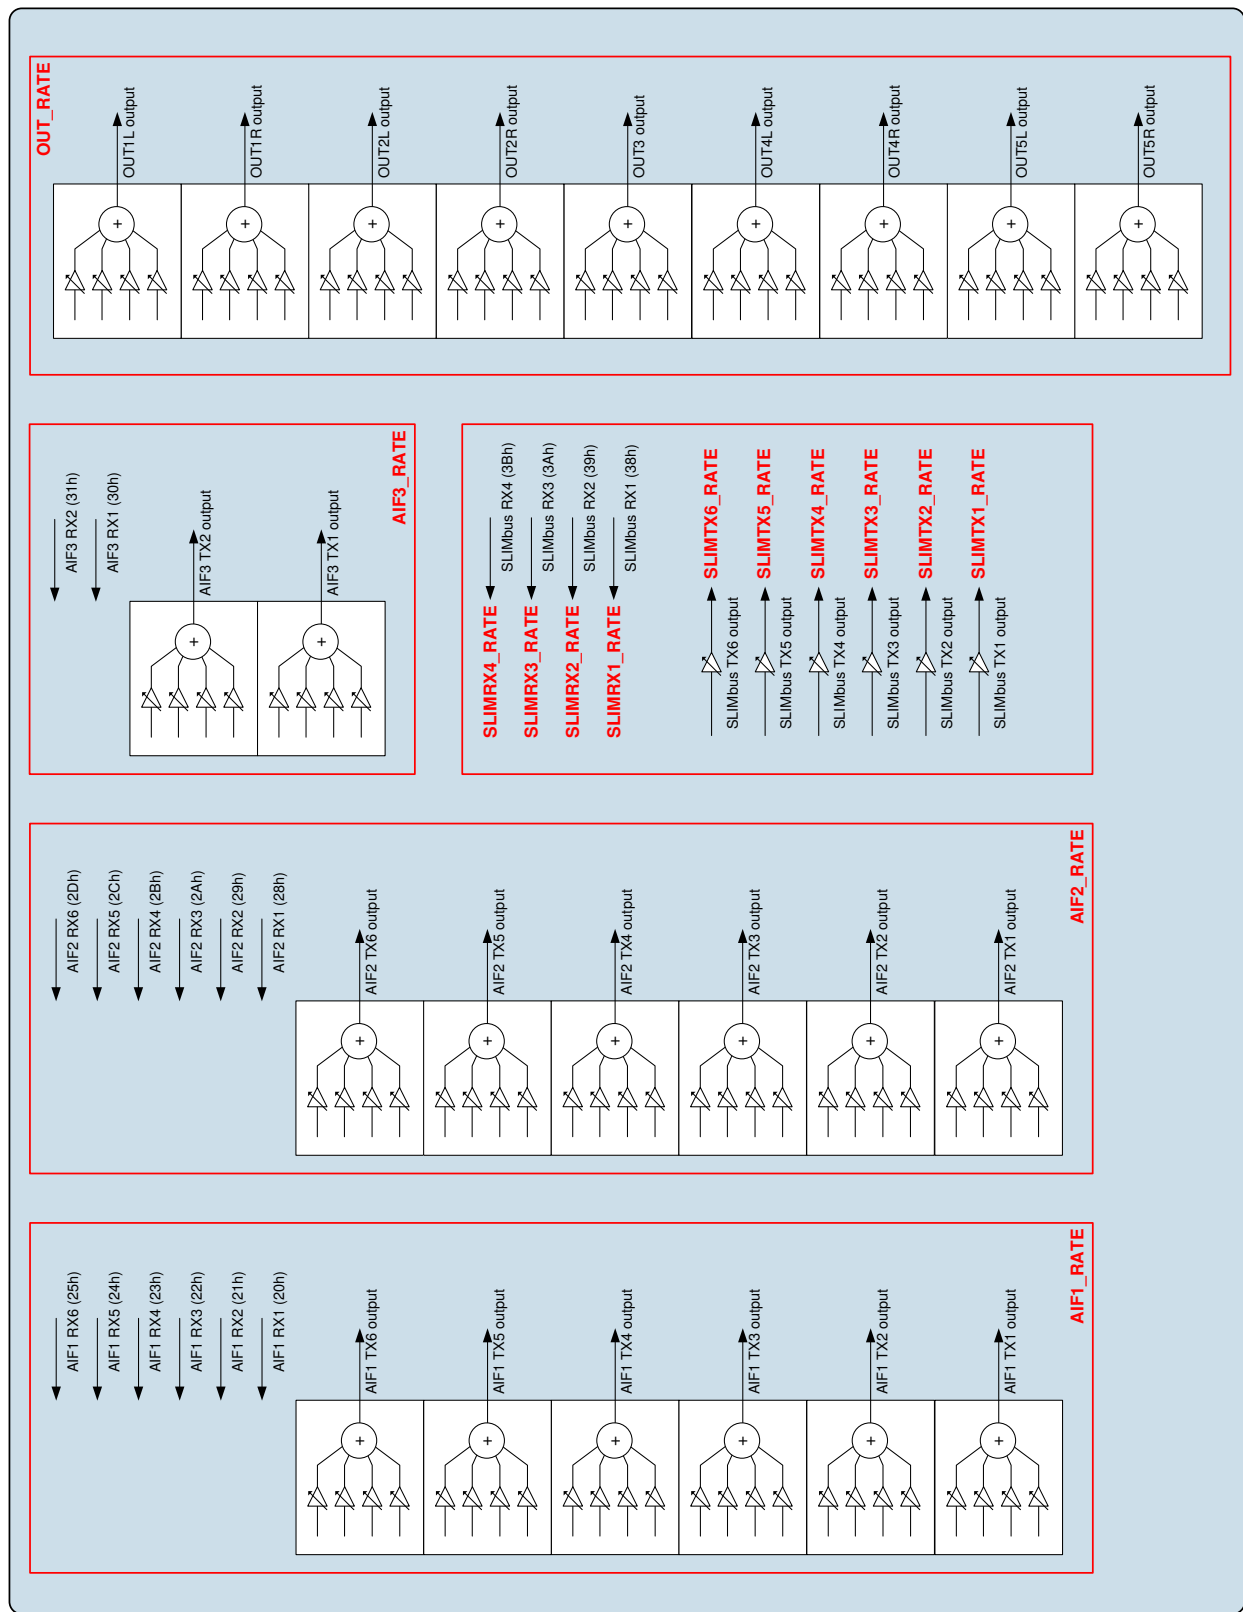 OUT_RATE
OUT1L output
OUT1R output
OUT2L output
OUT2R output
OUT3 output
OUT4L output
OUT4R output
OUT5L output
OUT5R output
+
+
+
+
+
+
+
+
+
AIF3 RX2 (31h)
AIF3 RX1 (30h)
AIF3 TX2 output
AIF3 TX1 output
+
+
AIF3_RATE
SLIMbus RX4 (3Bh)
SLIMbus RX3 (3Ah)
SLIMbus RX2 (39h)
SLIMbus RX1 (38h)
SLIMRX4_RATE
SLIMRX3_RATE
SLIMRX2_RATE
SLIMRX1_RATE
SLIMTX6_RATE
SLIMTX5_RATE
SLIMTX4_RATE
SLIMTX3_RATE
SLIMTX2_RATE
SLIMTX1_RATE
SLIMbus TX6 output
SLIMbus TX5 output
SLIMbus TX4 output
SLIMbus TX3 output
SLIMbus TX2 output
SLIMbus TX1 output
AIF2 RX6 (2Dh)
AIF2 RX5 (2Ch)
AIF2 RX4 (2Bh)
AIF2 RX3 (2Ah)
AIF2 RX2 (29h)
AIF2 RX1 (28h)
AIF2 TX6 output
AIF2 TX5 output
AIF2 TX4 output
AIF2 TX3 output
AIF2 TX2 output
AIF2 TX1 output
+
+
+
+
+
+
AIF2_RATE
AIF1 RX6 (25h)
AIF1 RX5 (24h)
AIF1 RX4 (23h)
AIF1 RX3 (22h)
AIF1 RX2 (21h)
AIF1 RX1 (20h)
AIF1 TX6 output
AIF1 TX5 output
AIF1 TX4 output
AIF1 TX3 output
AIF1 TX2 output
AIF1 TX1 output
+
+
+
+
+
+
AIF1_RATE